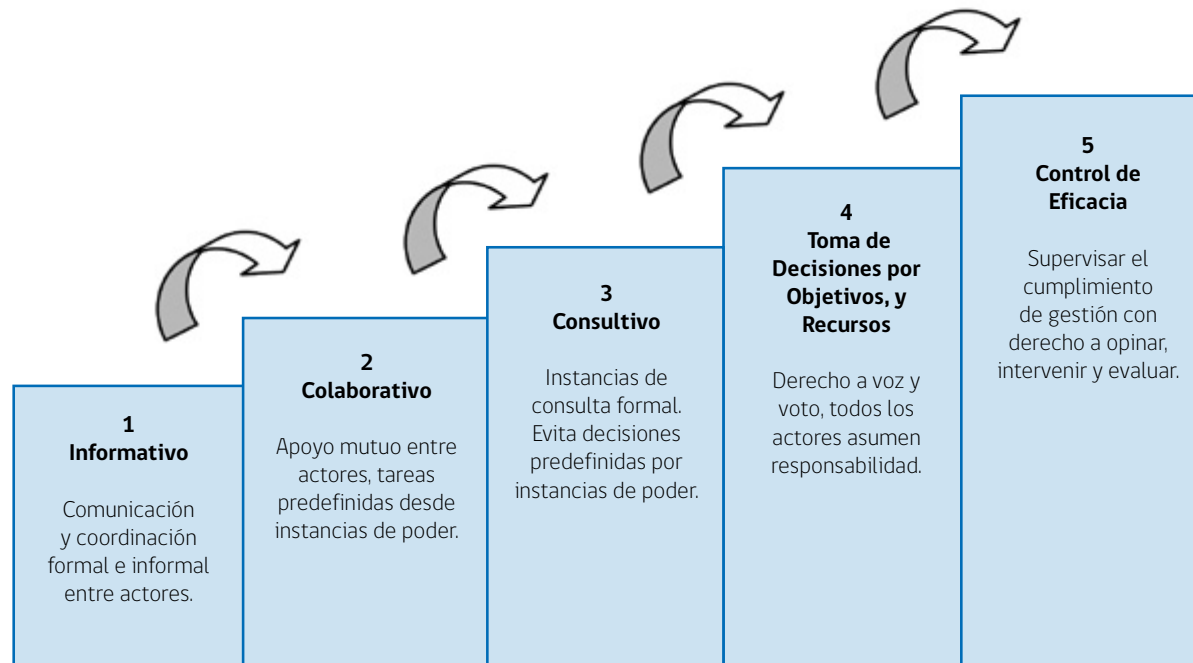 1
Informativo
Comunicación
y coordinación
formal e informal
entre actores.
2
Colaborativo
Apoyo mutuo entre
actores, tareas
predefinidas desde
instancias de poder.
3
Consultivo
Instancias de
consulta formal.
Evita decisiones
predefinidas por
instancias de poder.
4
Toma de
Decisiones por
Objetivos, y
Recursos
Derecho a voz y
voto, todos los
actores asumen
responsabilidad.
5
Control de
Eficacia
Supervisar el
cumplimiento
de gestión con
derecho a opinar,
intervenir y evaluar.